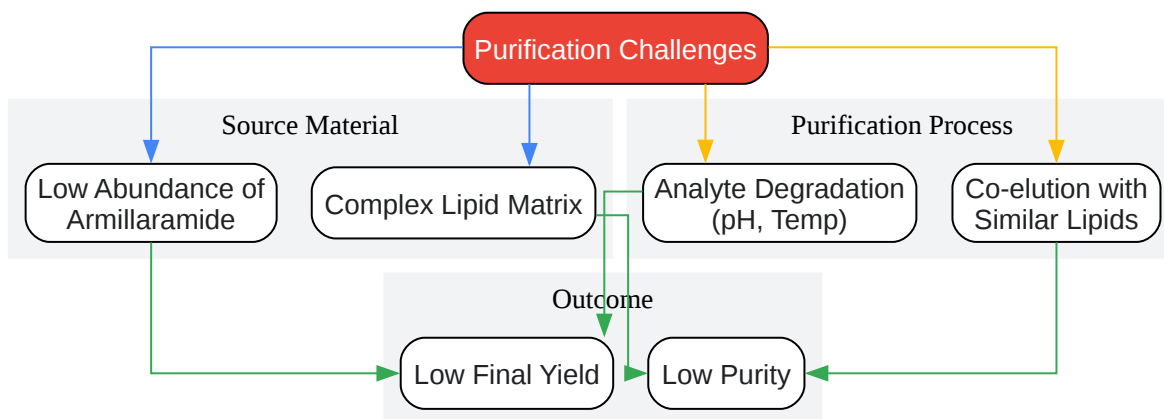 Purification Challenges
Source Material
Purification Process
Low Abundance of
Armillaramide
Complex Lipid Matrix
Analyte Degradation
(pH, Temp)
Co-elution with
Similar Lipids
Outcome
Low Final Yield
Low Purity